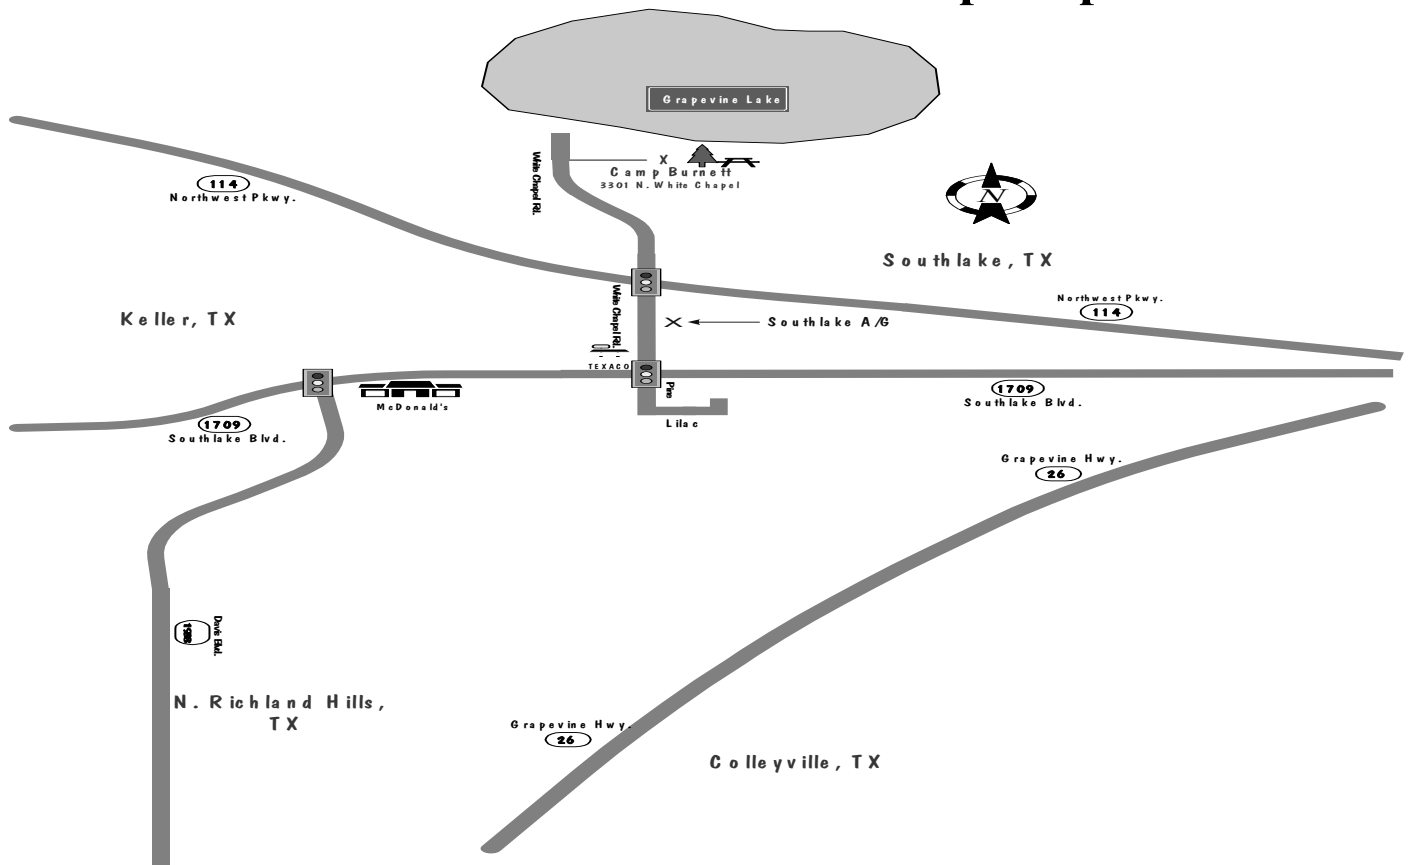 Grapevine Lake
White Chapel Rd.
X
Camp Burnett
3301 N. White Chapel
114
Northwest Pkwy.
N
Southlake, TX
Northwest Pkwy.
114
Keller, TX
White Chapel Rd.
X
Southlake A/G
TEXACO
Pine
McDonald's
1709
Southlake Blvd.
Lilac
1709
Southlake Blvd.
Grapevine Hwy.
26
Davis Blvd.
N. Richland Hills,
TX
Grapevine Hwy.
26
Colleyville, TX